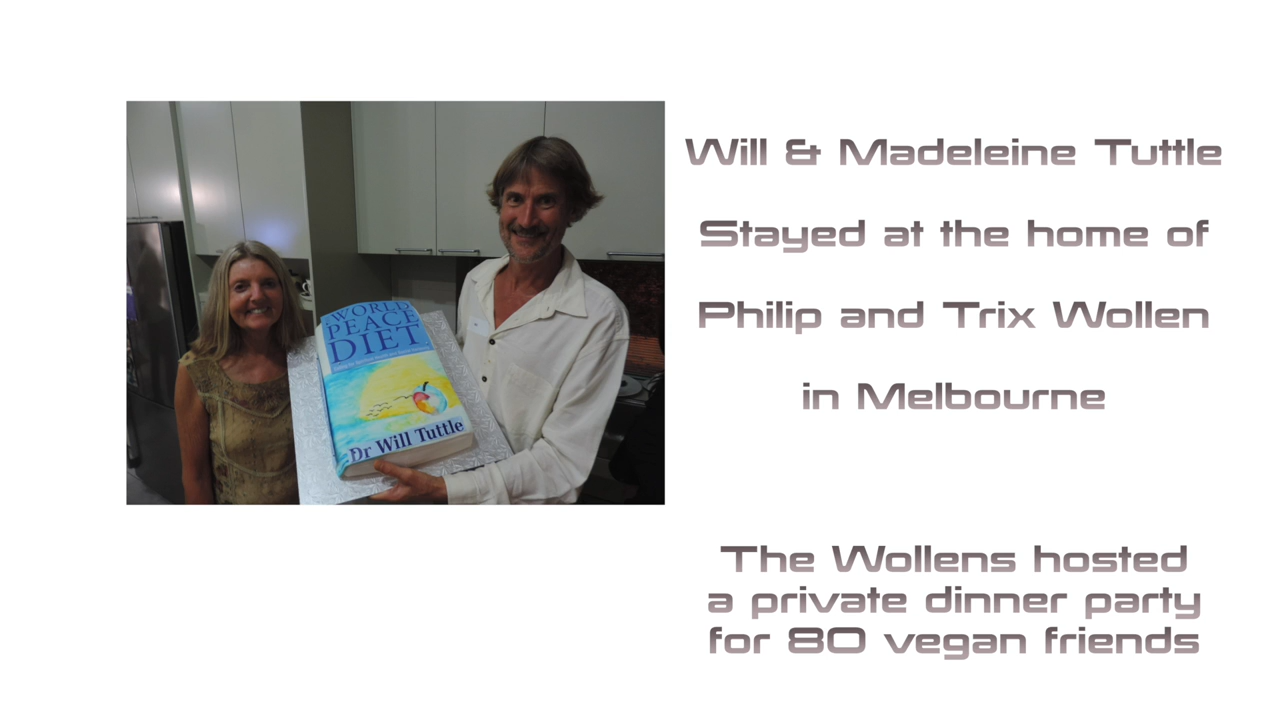 Will & Madeleine Tuttle
Stayed at the home of
Philip and Trix Wollen
in Melbourne
The Wollens hosted
a private dinner party
for 80 vegan friends
WORLD
PEACE
DIET
Dr Will Tuttle